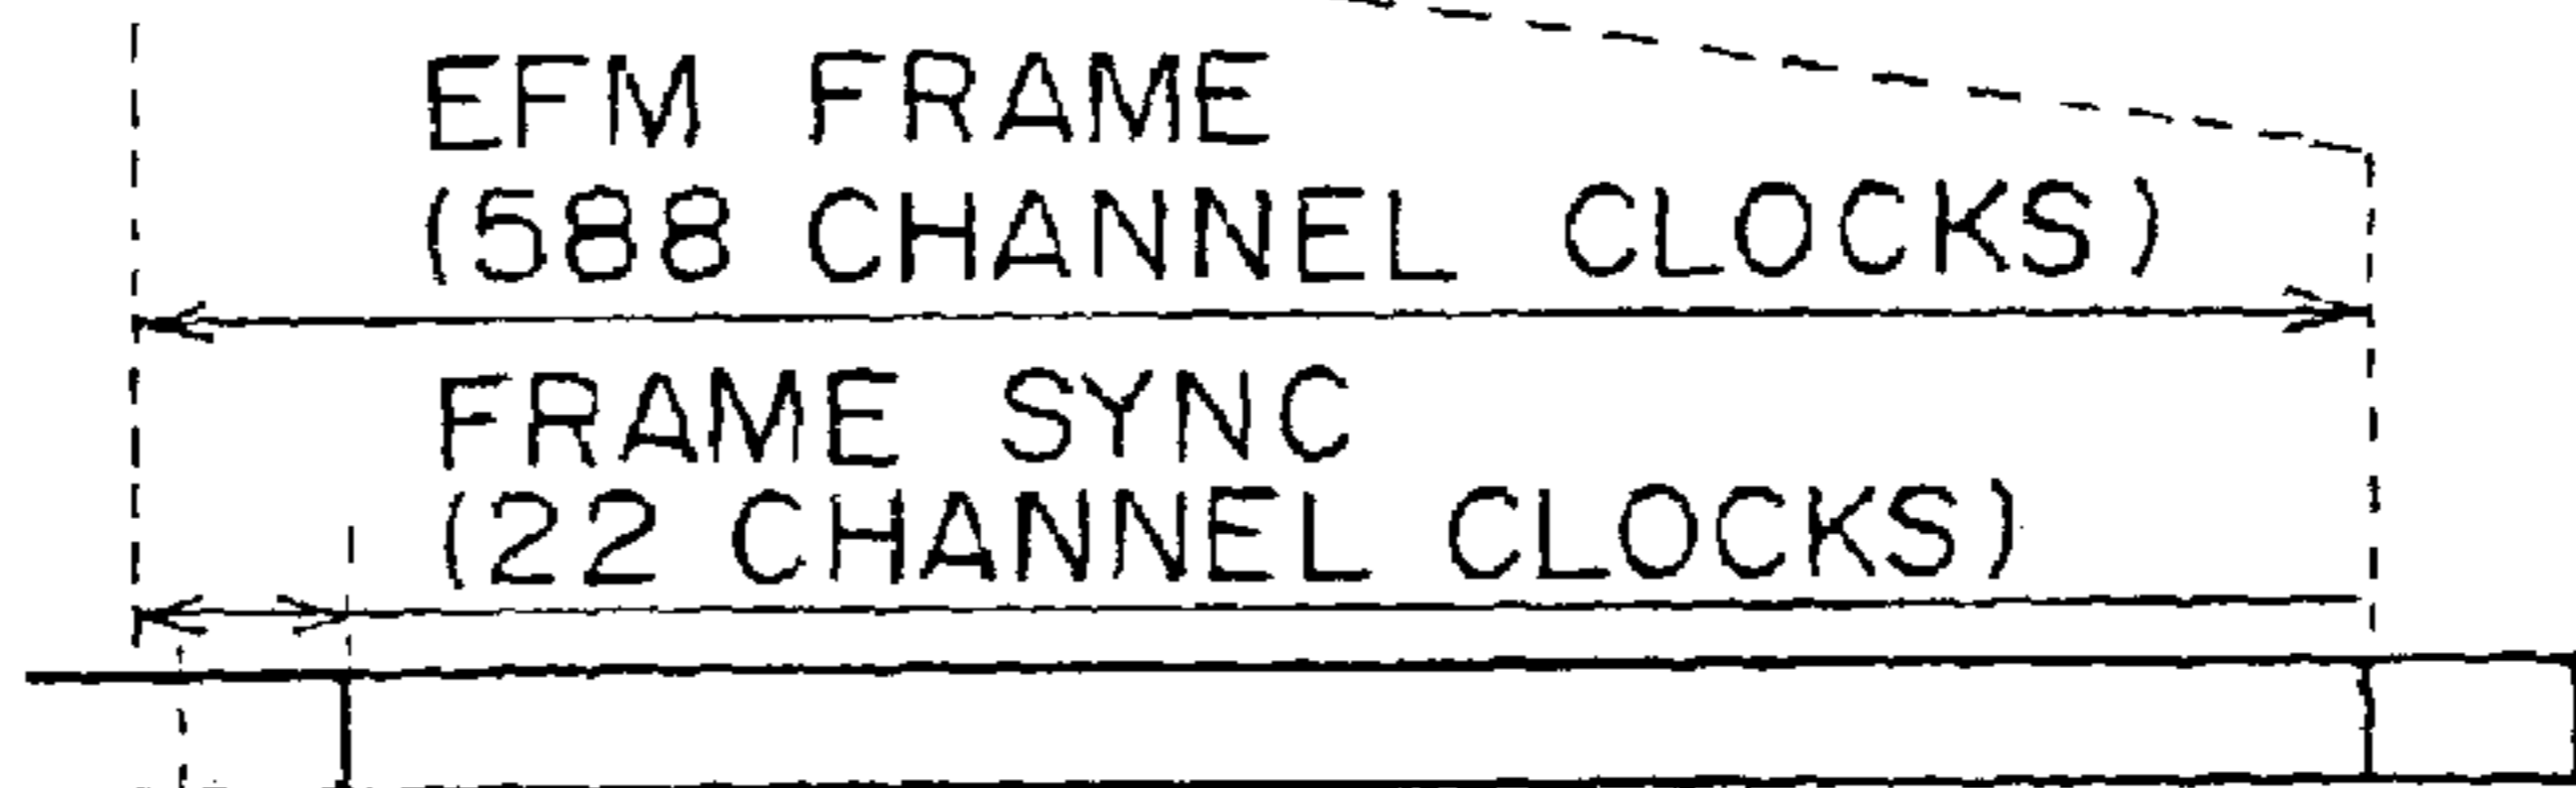 EFM FRAME
(588 CHANNEL CLOCKS)
FRAME SYNC
(22 CHANNEL CLOCKS)